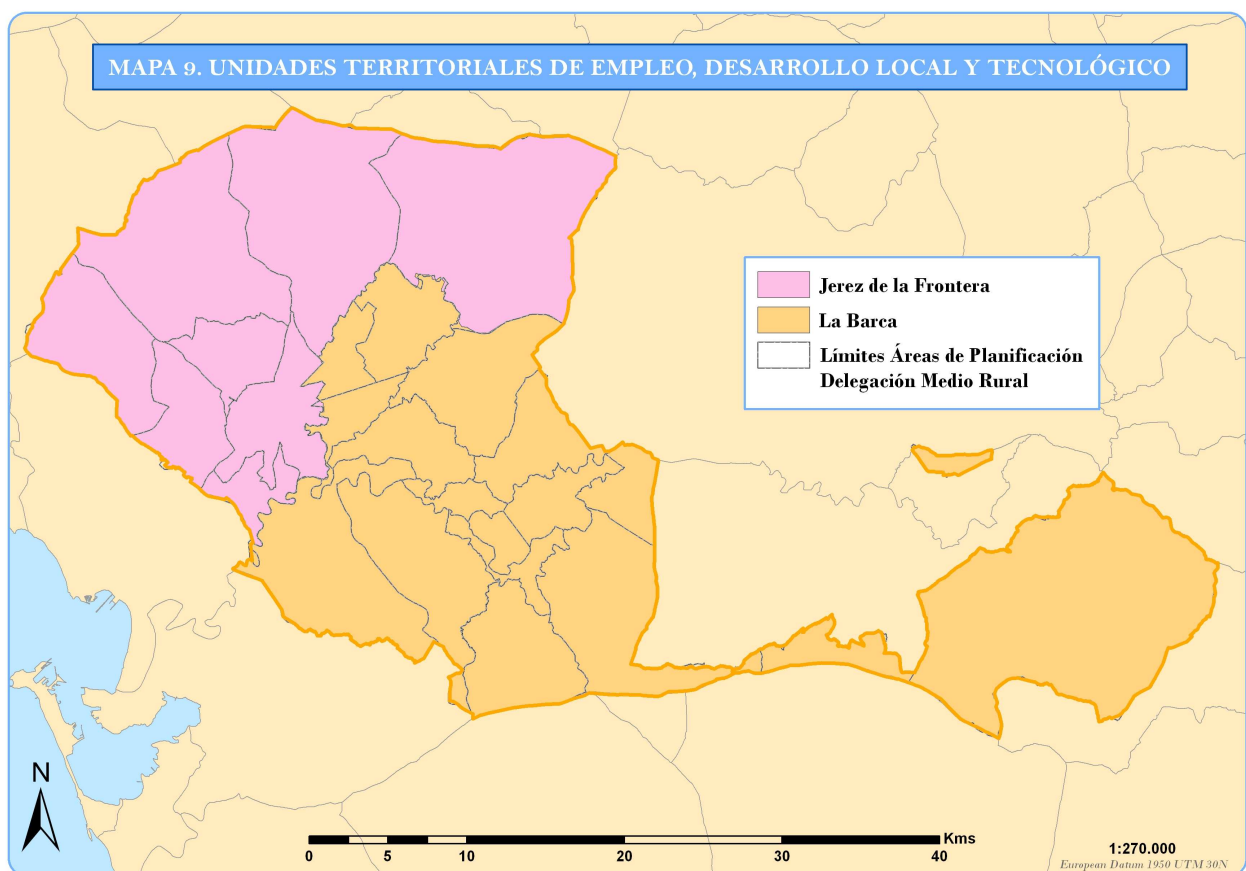 MAPA 9. UNIDADES TERRITORIALES DE EMPLEO, DESARROLLO LOCAL Y TECNOLÓGICO
Jerez de la Frontera
La Barca
Límites Áreas de Planificación
Delegación Medio Rural
N
Kms
0 5 10 20 30 40
1:270.000
European Datum 1950 UTM 30N